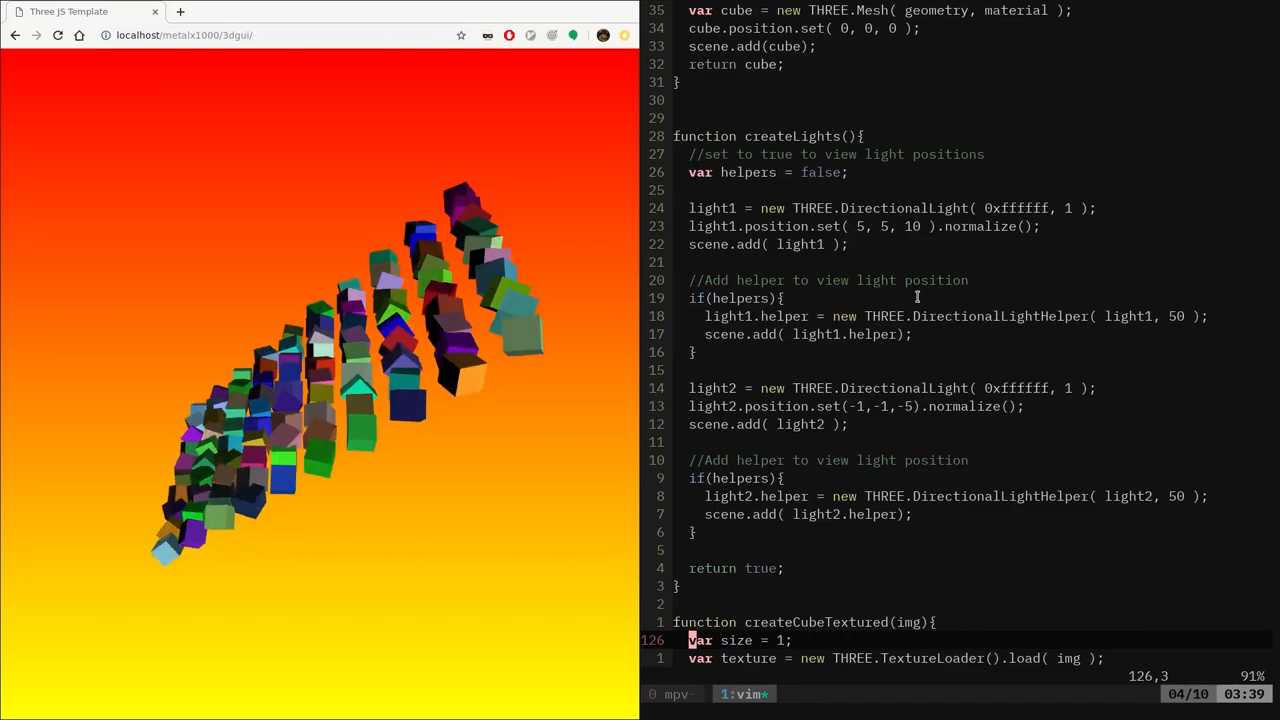 Three JS Template
localhost/metalx1000/3dgui/
35 var cube = new THREE.Mesh( geometry, material );
34 cube.position.set( 0, 0, 0 );
33 scene.add(cube);
32 return cube;
31 }
30
29
28 function createLights(){
27 //set to true to view light positions
26 var helpers = false;
25
24 light1 = new THREE.DirectionalLight( 0xffffff, 1 );
23 light1.position.set( 5, 5, 10 ).normalize();
22 scene.add( light1 );
21
20 //Add helper to view light position
19 if(helpers){
18 light1.helper = new THREE.DirectionalLightHelper( light1, 50 );
17 scene.add( light1.helper);
16 }
15
14 light2 = new THREE.DirectionalLight( 0xffffff, 1 );
13 light2.position.set(-1,-1,-5).normalize();
12 scene.add( light2 );
11
10 //Add helper to view light position
9 if(helpers){
8 light2.helper = new THREE.DirectionalLightHelper( light2, 50 );
7 scene.add( light2.helper);
6 }
5
4 return true;
3 }
2
1 function createCubeTextured(img){
126 var size = 1;
1 var texture = new THREE.TextureLoader().load( img );
126,3 91%
0 mpv- 1:vim* 04/10 03:39